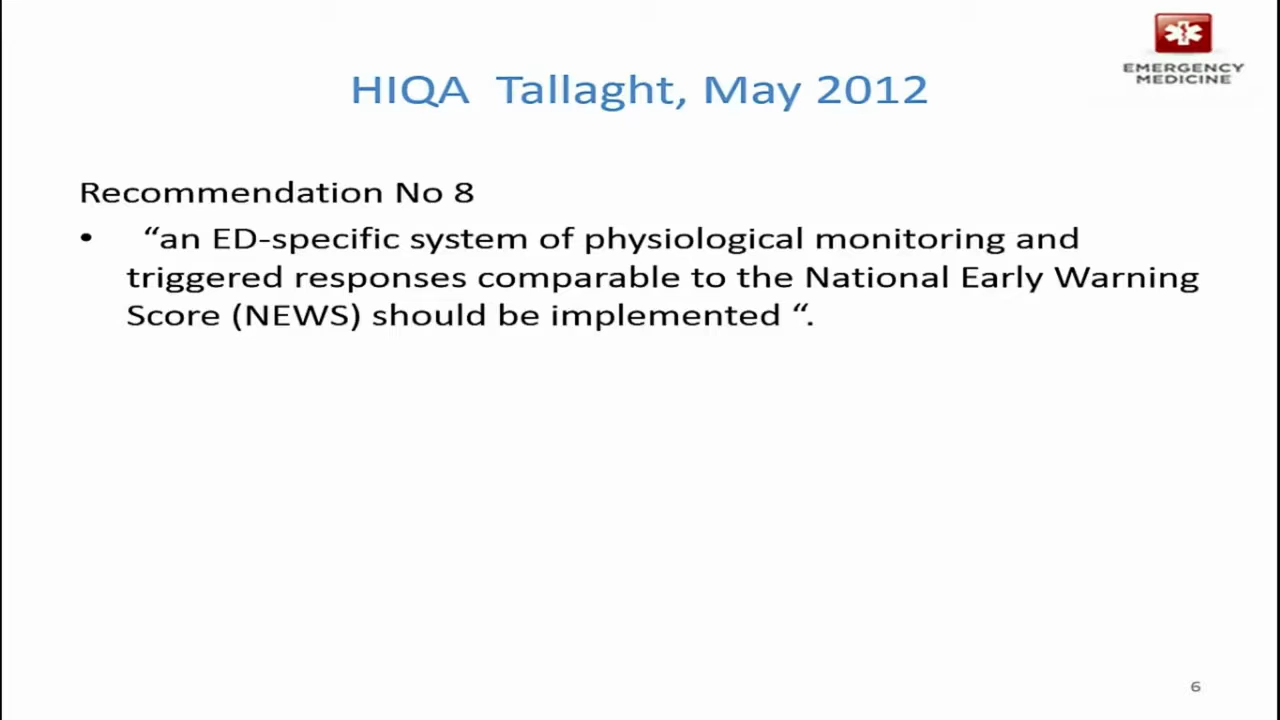 EMERGENCY
MEDICINE
HIQA  Tallaght, May 2012
Recommendation No 8
• “an ED-specific system of physiological monitoring and
triggered responses comparable to the National Early Warning
Score (NEWS) should be implemented “.
6